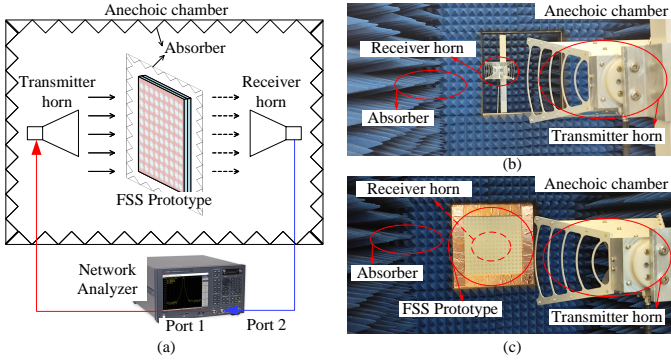 Anechoic chamber
Absorber
Transmitter
horn
Receiver
horn
FSS Prototype
Network
Analyzer
Port 1
Port 2
(a)
Anechoic chamber
Receiver horn
Absorber
Transmitter horn
(b)
Receiver horn
Anechoic chamber
Absorber
FSS Prototype
Transmitter horn
(c)